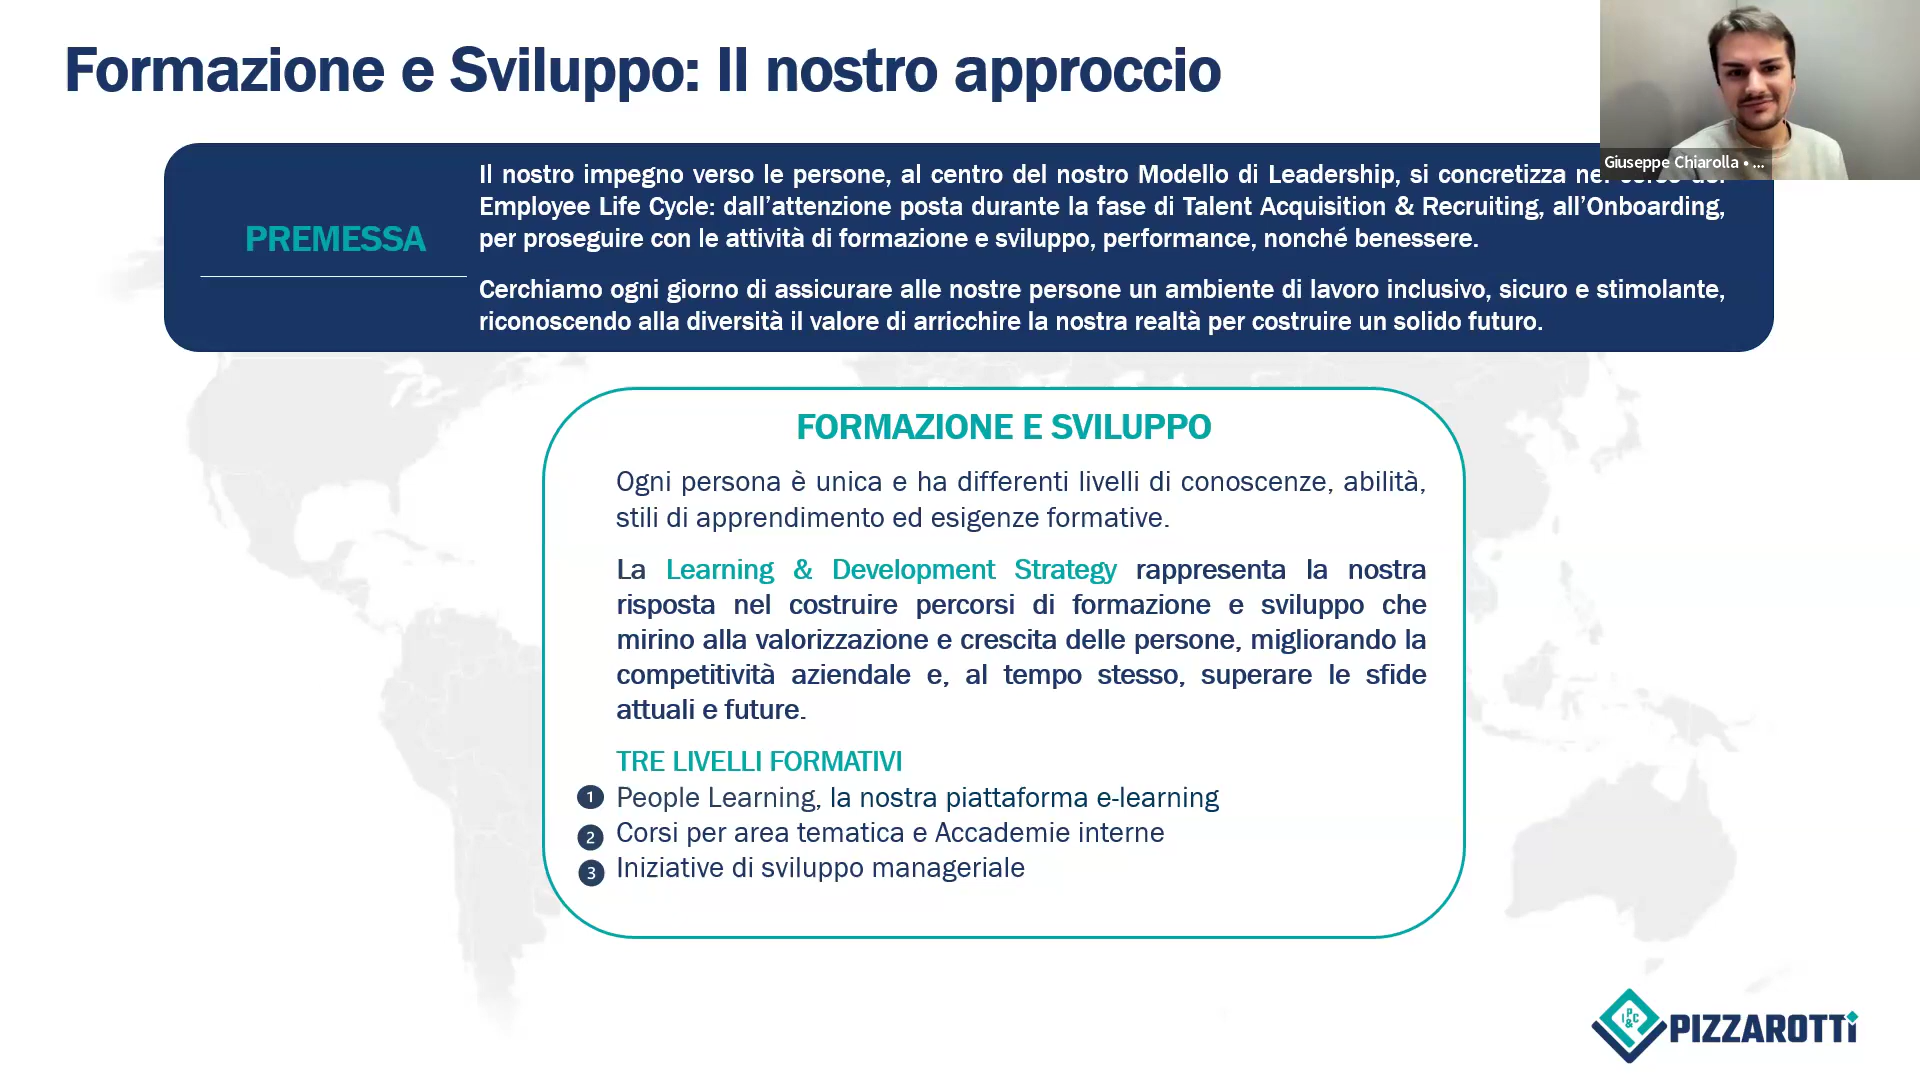 Formazione e Sviluppo: Il nostro approccio
Giuseppe Chiarolla • ...
PREMESSA
Il nostro impegno verso le persone, al centro del nostro Modello di Leadership, si concretizza
Employee Life Cycle: dall’attenzione posta durante la fase di Talent Acquisition & Recruiting, all’Onboarding,
per proseguire con le attività di formazione e sviluppo, performance, nonché benessere.
Cerchiamo ogni giorno di assicurare alle nostre persone un ambiente di lavoro inclusivo, sicuro e stimolante,
riconoscendo alla diversità il valore di arricchire la nostra realtà per costruire un solido futuro.
FORMAZIONE E SVILUPPO
Ogni persona è unica e ha differenti livelli di conoscenze, abilità,
stili di apprendimento ed esigenze formative.
La Learning & Development Strategy rappresenta la nostra
risposta nel costruire percorsi di formazione e sviluppo che
mirino alla valorizzazione e crescita delle persone, migliorando la
competitività aziendale e, al tempo stesso, superare le sfide
attuali e future.
TRE LIVELLI FORMATIVI
1 People Learning, la nostra piattaforma e-learning
2 Corsi per area tematica e Accademie interne
3 Iniziative di sviluppo manageriale
IP&C
PIZZAROTTI